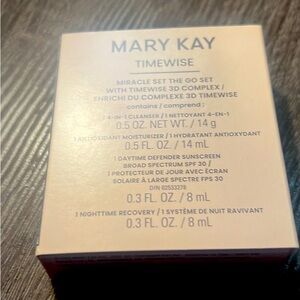 MARY KAY
TIMEWISE
MIRACLE SET THE GO SET
WITH TIMEWISE 3D COMPLEX /
ENRICHI DU COMPLEXE 3D TIMEWISE
contains / comprend :
1 4-IN-1 CLEANSER / 1 NETTOYANT 4-EN-1
0.5 OZ. NET WT. / 14 g
1 ANTIOXIDANT MOISTURIZER / 1 HYDRATANT ANTIOXYDANT
0.5 FL. OZ. / 14 mL
1 DAYTIME DEFENDER SUNSCREEN
BROAD SPECTRUM SPF 30 /
1 PROTECTEUR DE JOUR AVEC ÉCRAN
SOLAIRE À LARGE SPECTRE FPS 30
DIN 02533278
0.3 FL. OZ. / 8 mL
1 NIGHTTIME RECOVERY / 1 SYSTÈME DE NUIT RAVIVANT
0.3 FL. OZ. / 8 mL